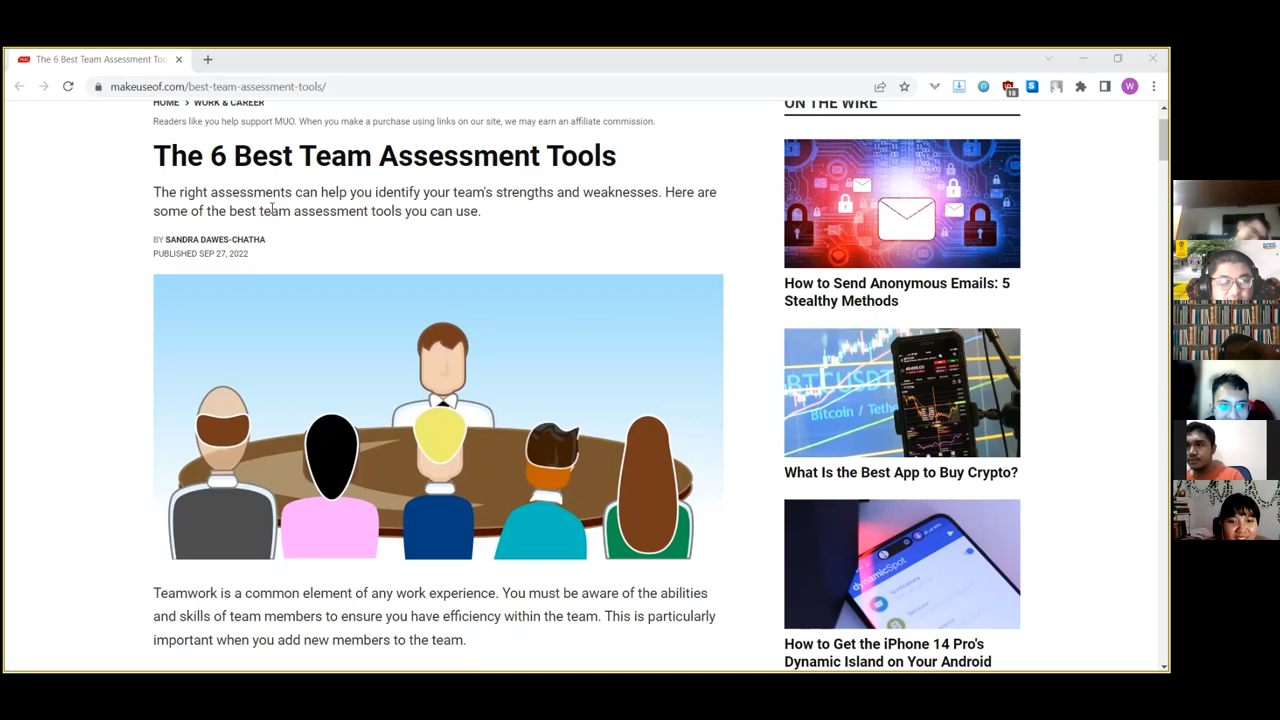 The 6 Best Team Assessment Too
makeuseof.com/best-team-assessment-tools/
18
W
HOME > WORK & CAREER
Readers like you help support MUO. When you make a purchase using links on our site, we may earn an affiliate commission.
The 6 Best Team Assessment Tools
The right assessments can help you identify your team's strengths and weaknesses. Here are
some of the best team assessment tools you can use.
BY SANDRA DAWES-CHATHA
PUBLISHED SEP 27, 2022
Teamwork is a common element of any work experience. You must be aware of the abilities
and skills of team members to ensure you have efficiency within the team. This is particularly
important when you add new members to the team.
ON THE WIRE
How to Send Anonymous Emails: 5
Stealthy Methods
BTCUSDT
Bitcoin / Tethe
What Is the Best App to Buy Crypto?
dynamicSpot
How to Get the iPhone 14 Pro's
Dynamic Island on Your Android